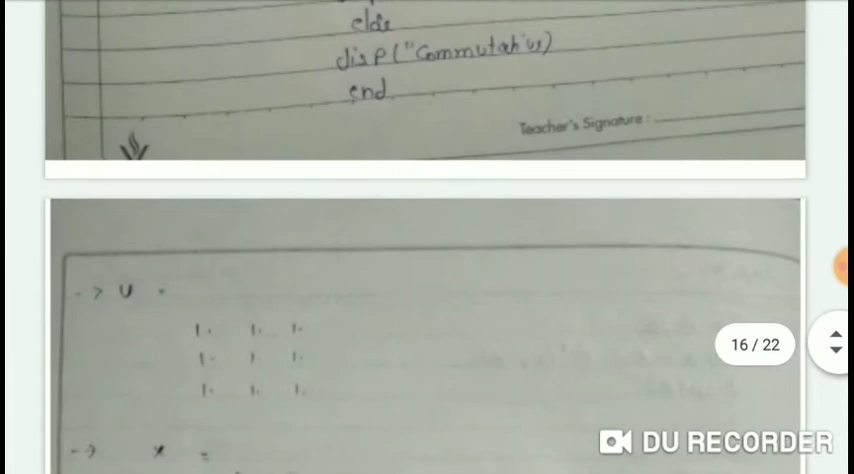 else
disp("Commutative)
end
Teacher's Signature :
--> U =
1. 1. 1.
1. 1. 1.
1. 1. 1.
16 / 22
--> x =
DU RECORDER